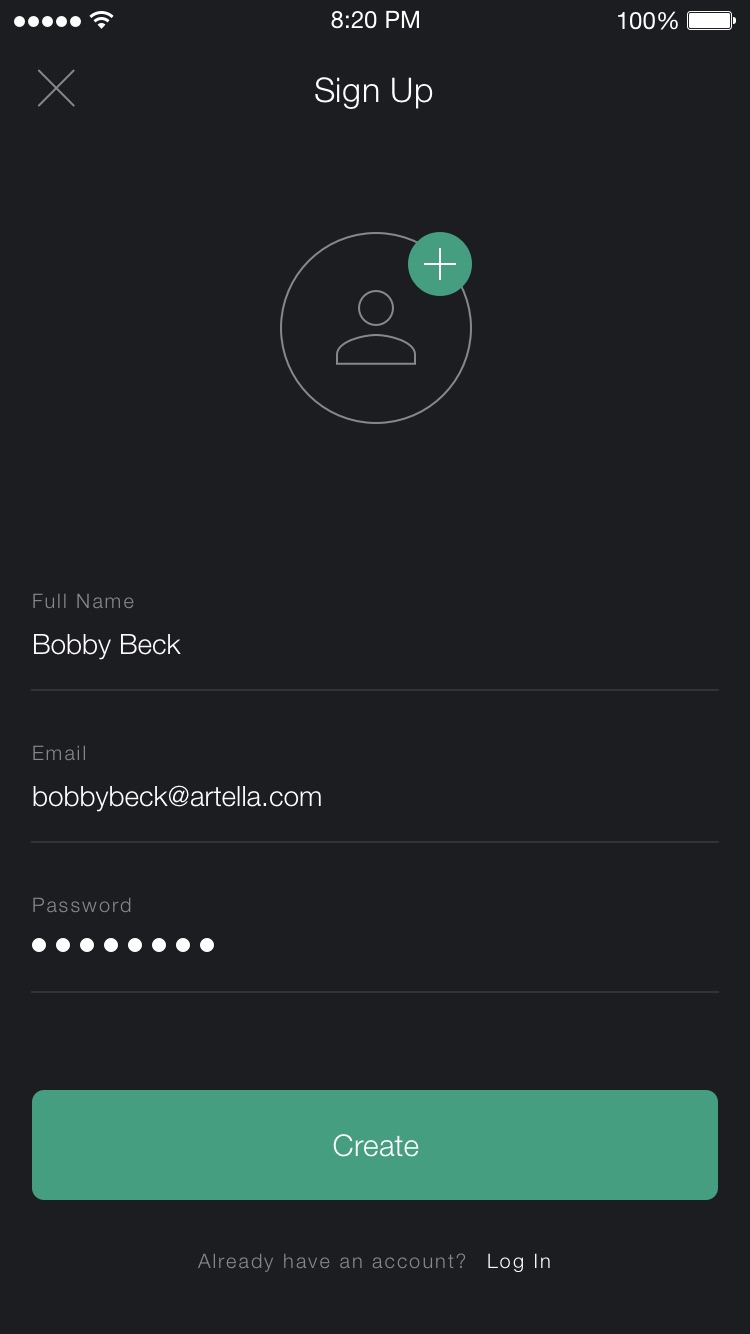 8:20 PM 100%
Sign Up
Full Name
Bobby Beck
Email
bobbybeck@artella.com
Password
Create
Already have an account? Log In